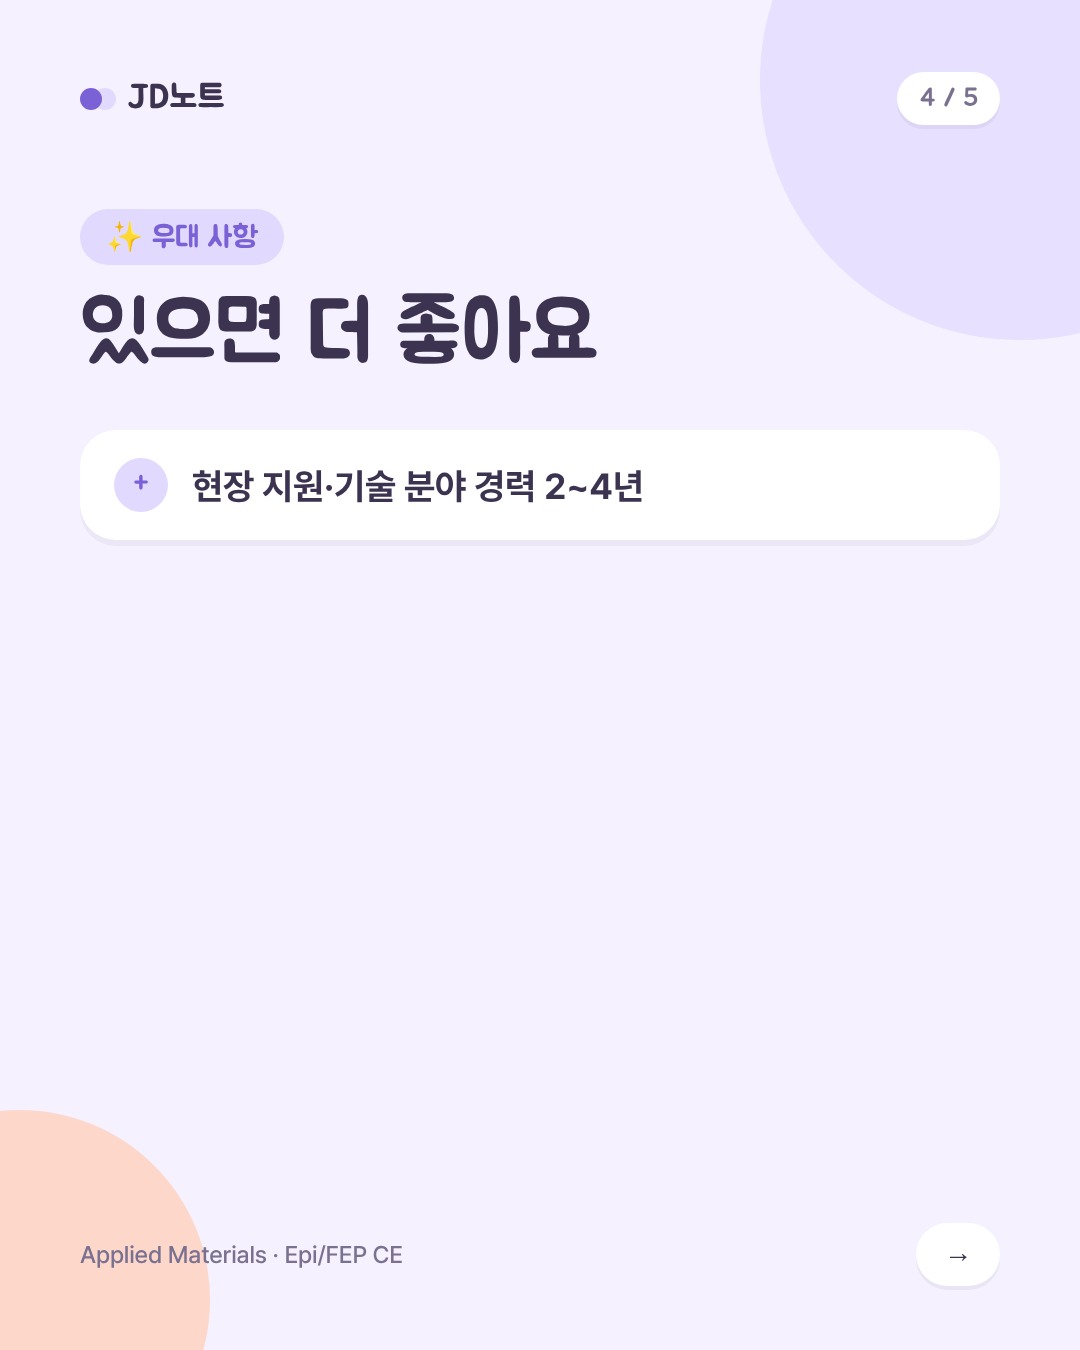 JD노트
4 / 5
✨ 우대 사항
있으면 더 좋아요
+ 현장 지원·기술 분야 경력 2~4년
Applied Materials · Epi/FEP CE
→